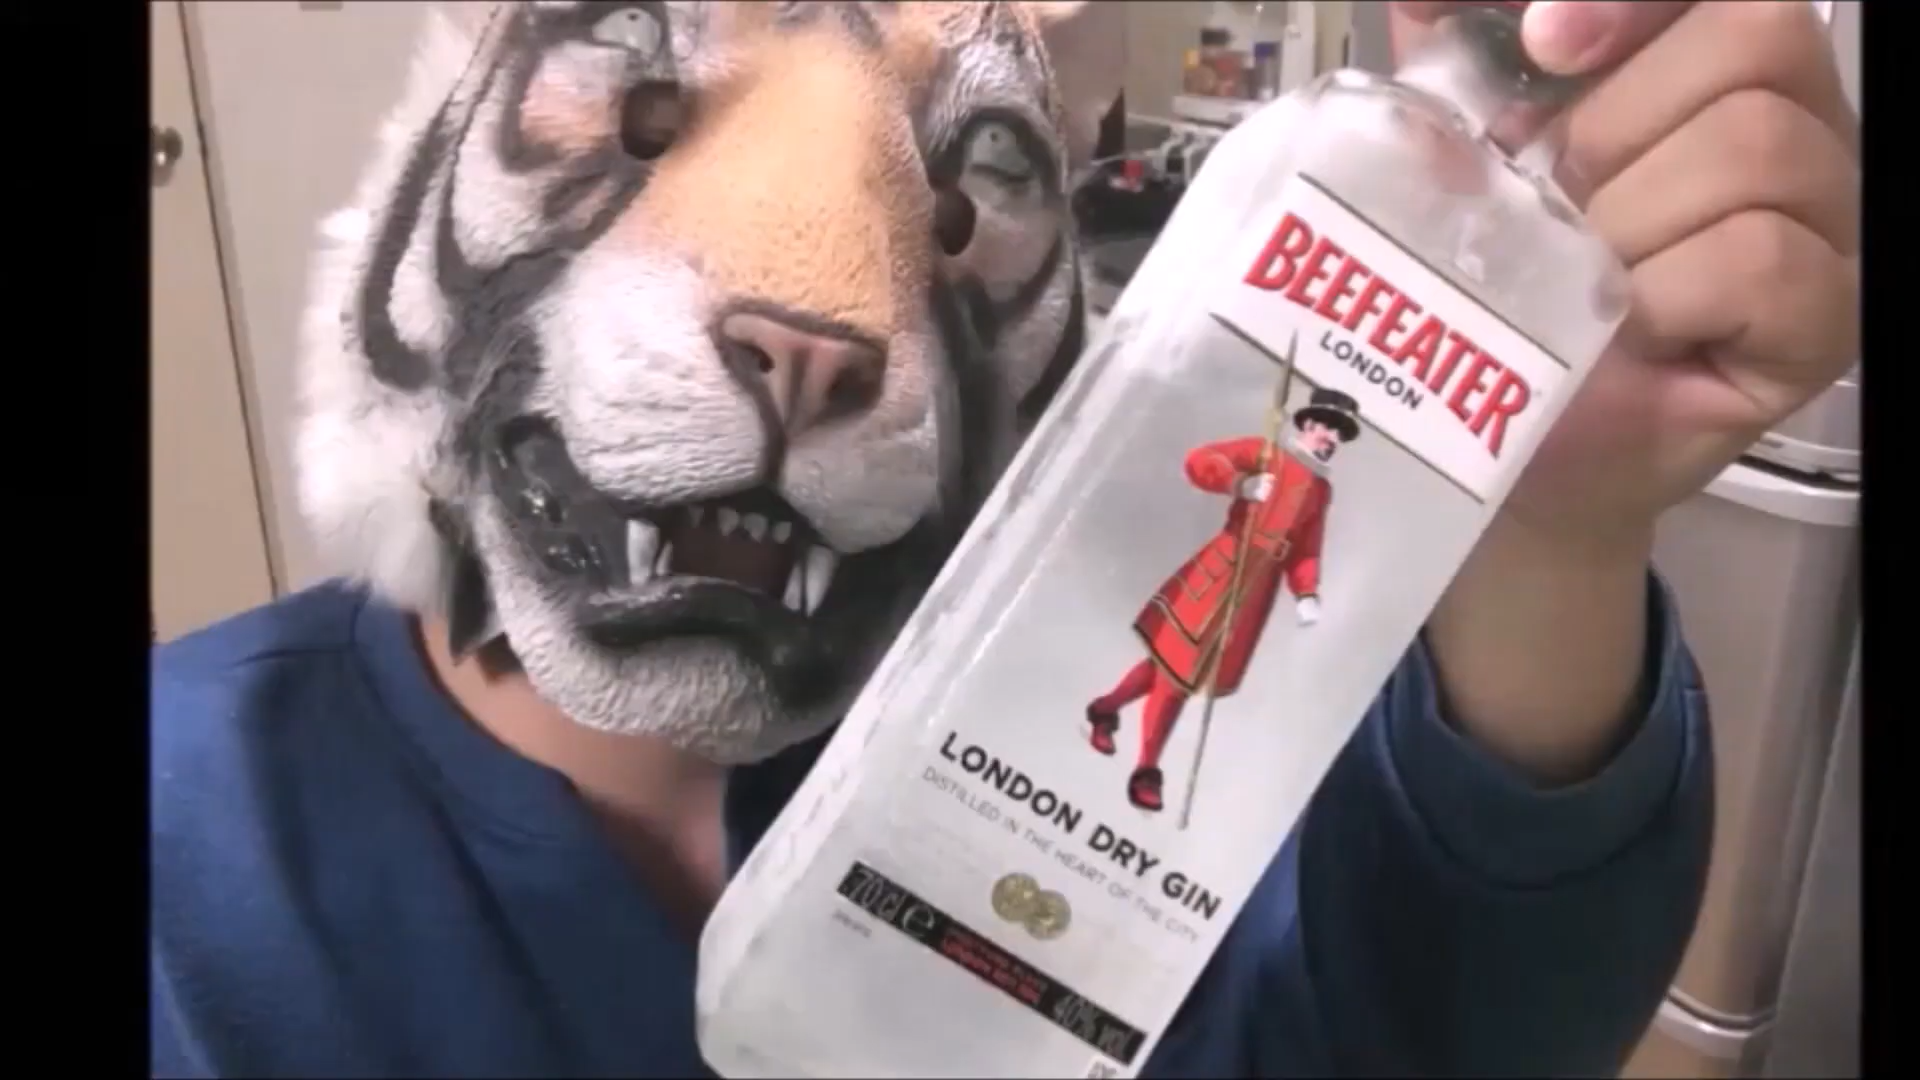 BEEFEATER
LONDON
LONDON DRY GIN
DISTILLED IN THE HEART OF THE CITY
70cl e
40% vol